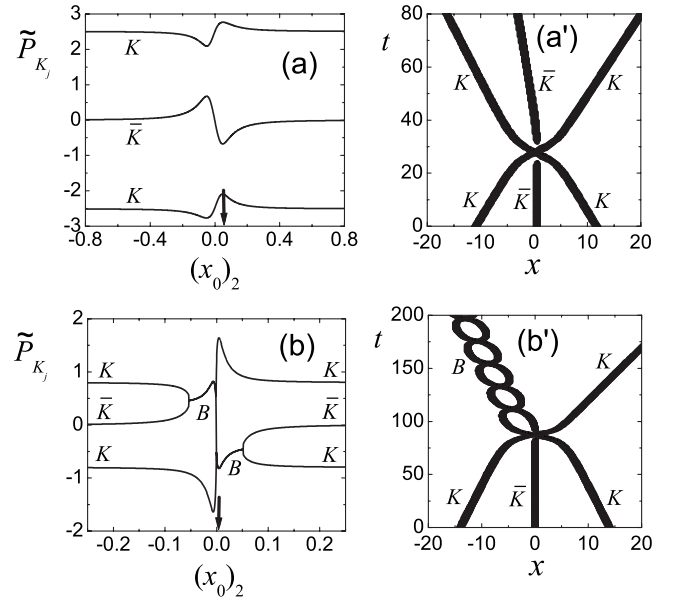 P̃_{K_j}
3
2
1
0
-1
-2
-3
K
K̄
K
(a)
-0.8 -0.4 0.0 0.4 0.8
(x_0)_2
t
80
60
40
20
0
(a')
K K̄ K
K K̄ K
-20 -10 0 10 20
x
P̃_{K_j}
2
1
0
-1
-2
(b)
K K
K̄ B K̄
K B K
-0.2 -0.1 0.0 0.1 0.2
(x_0)_2
t
200
150
100
50
0
(b')
B K
K K̄ K
-20 -10 0 10 20
x